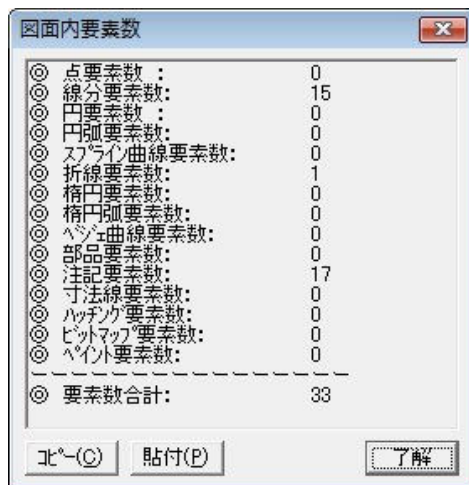 図面内要素数
◎ 点要素数 : 0
◎ 線分要素数: 15
◎ 円要素数 : 0
◎ 円弧要素数: 0
◎ ｽﾌﾟﾗｲﾝ曲線要素数: 0
◎ 折線要素数: 1
◎ 楕円要素数: 0
◎ 楕円弧要素数: 0
◎ ﾍﾞｼﾞｪ曲線要素数: 0
◎ 部品要素数: 0
◎ 注記要素数: 17
◎ 寸法線要素数: 0
◎ ﾊｯﾁﾝｸﾞ要素数: 0
◎ ﾋﾞｯﾄﾏｯﾌﾟ要素数: 0
◎ ﾍﾟｲﾝﾄ要素数: 0
◎ 要素数合計: 33
ｺﾋﾟｰ(C) 貼付(P) 了解